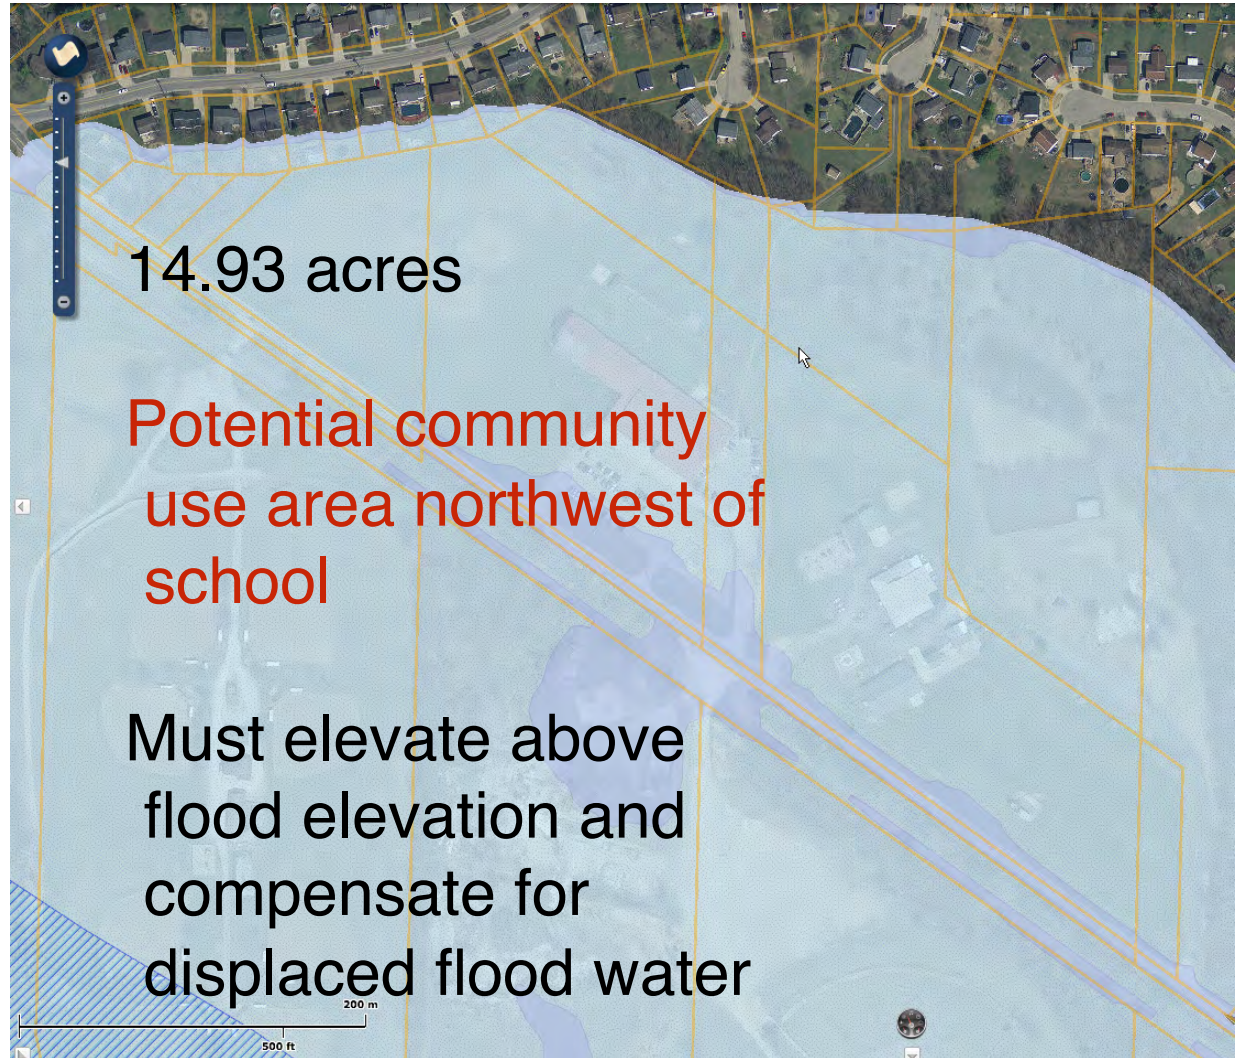 14.93 acres
Potential community
use area northwest of
school
Must elevate above
flood elevation and
compensate for
displaced flood water
200 m
500 ft